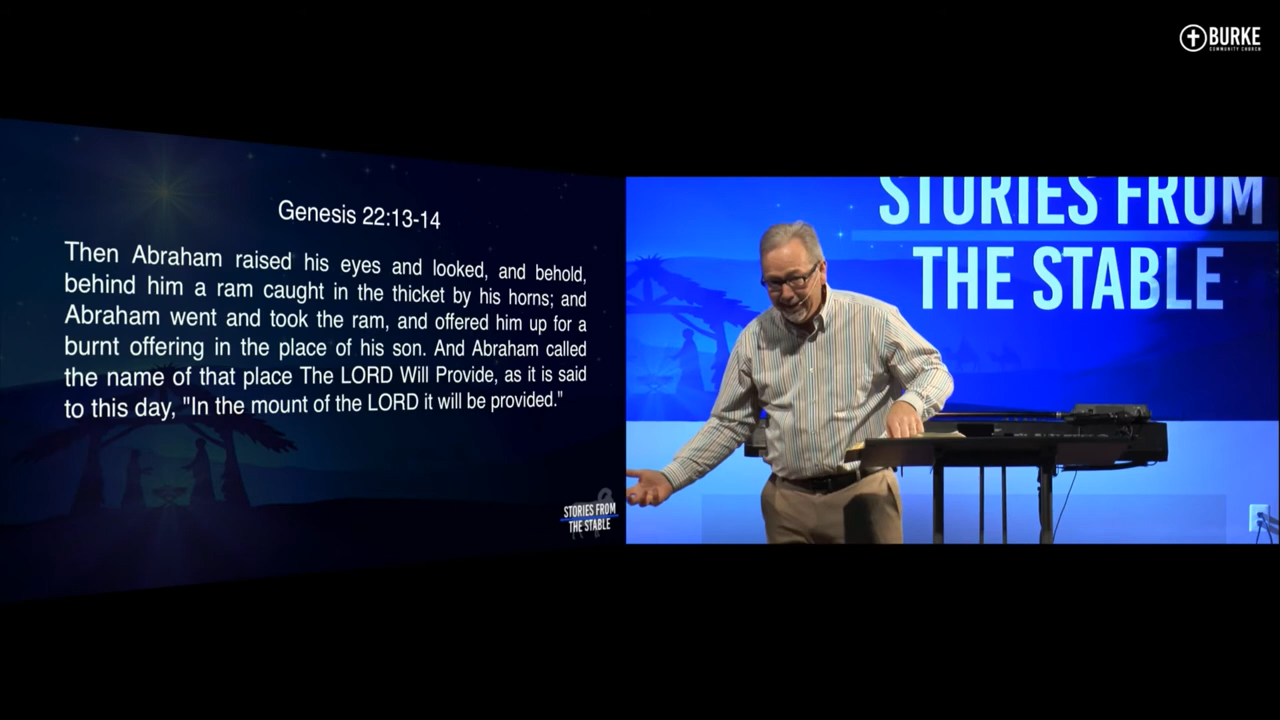 BURKE
COMMUNITY CHURCH
Genesis 22:13-14
Then Abraham raised his eyes and looked, and behold,
behind him a ram caught in the thicket by his horns; and
Abraham went and took the ram, and offered him up for a
burnt offering in the place of his son. And Abraham called
the name of that place The LORD Will Provide, as it is said
to this day, "In the mount of the LORD it will be provided."
STORIES FROM
THE STABLE
STORIES FROM
THE STABLE